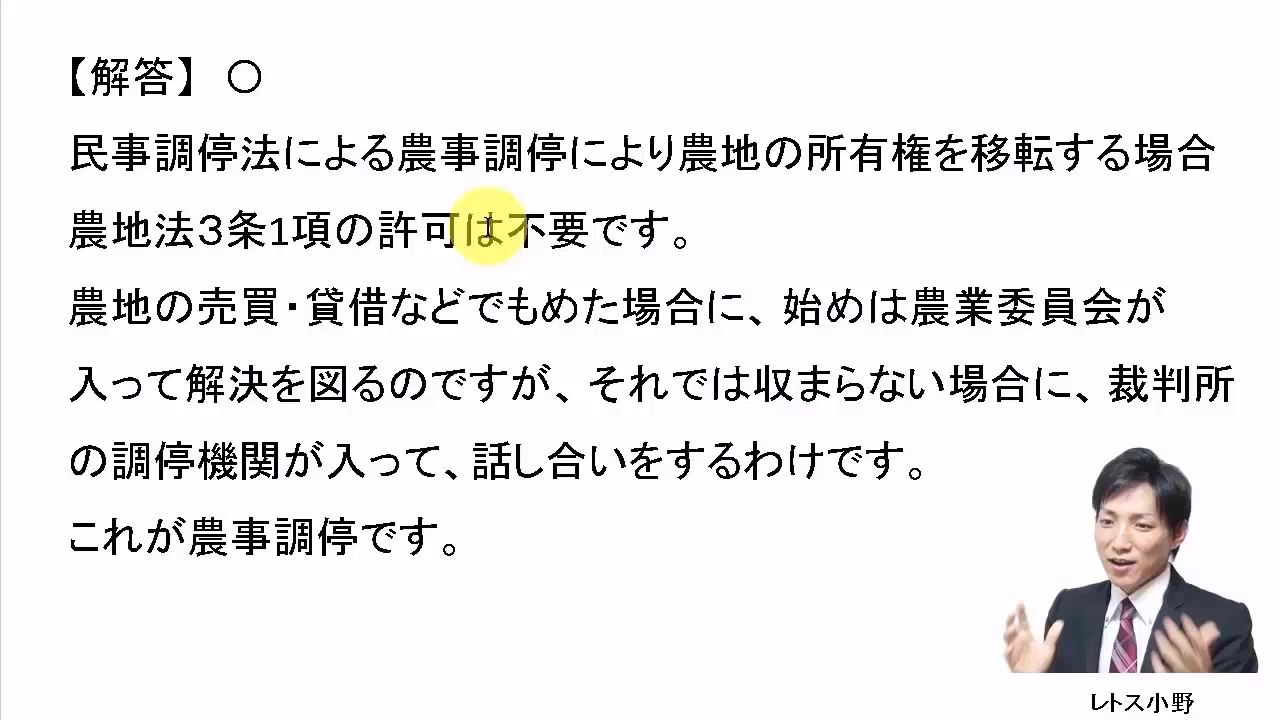 【解答】 〇
民事調停法による農事調停により農地の所有権を移転する場合
農地法３条1項の許可は不要です。
農地の売買・貸借などでもめた場合に、始めは農業委員会が
入って解決を図るのですが、それでは収まらない場合に、裁判所
の調停機関が入って、話し合いをするわけです。
これが農事調停です。
レトス小野